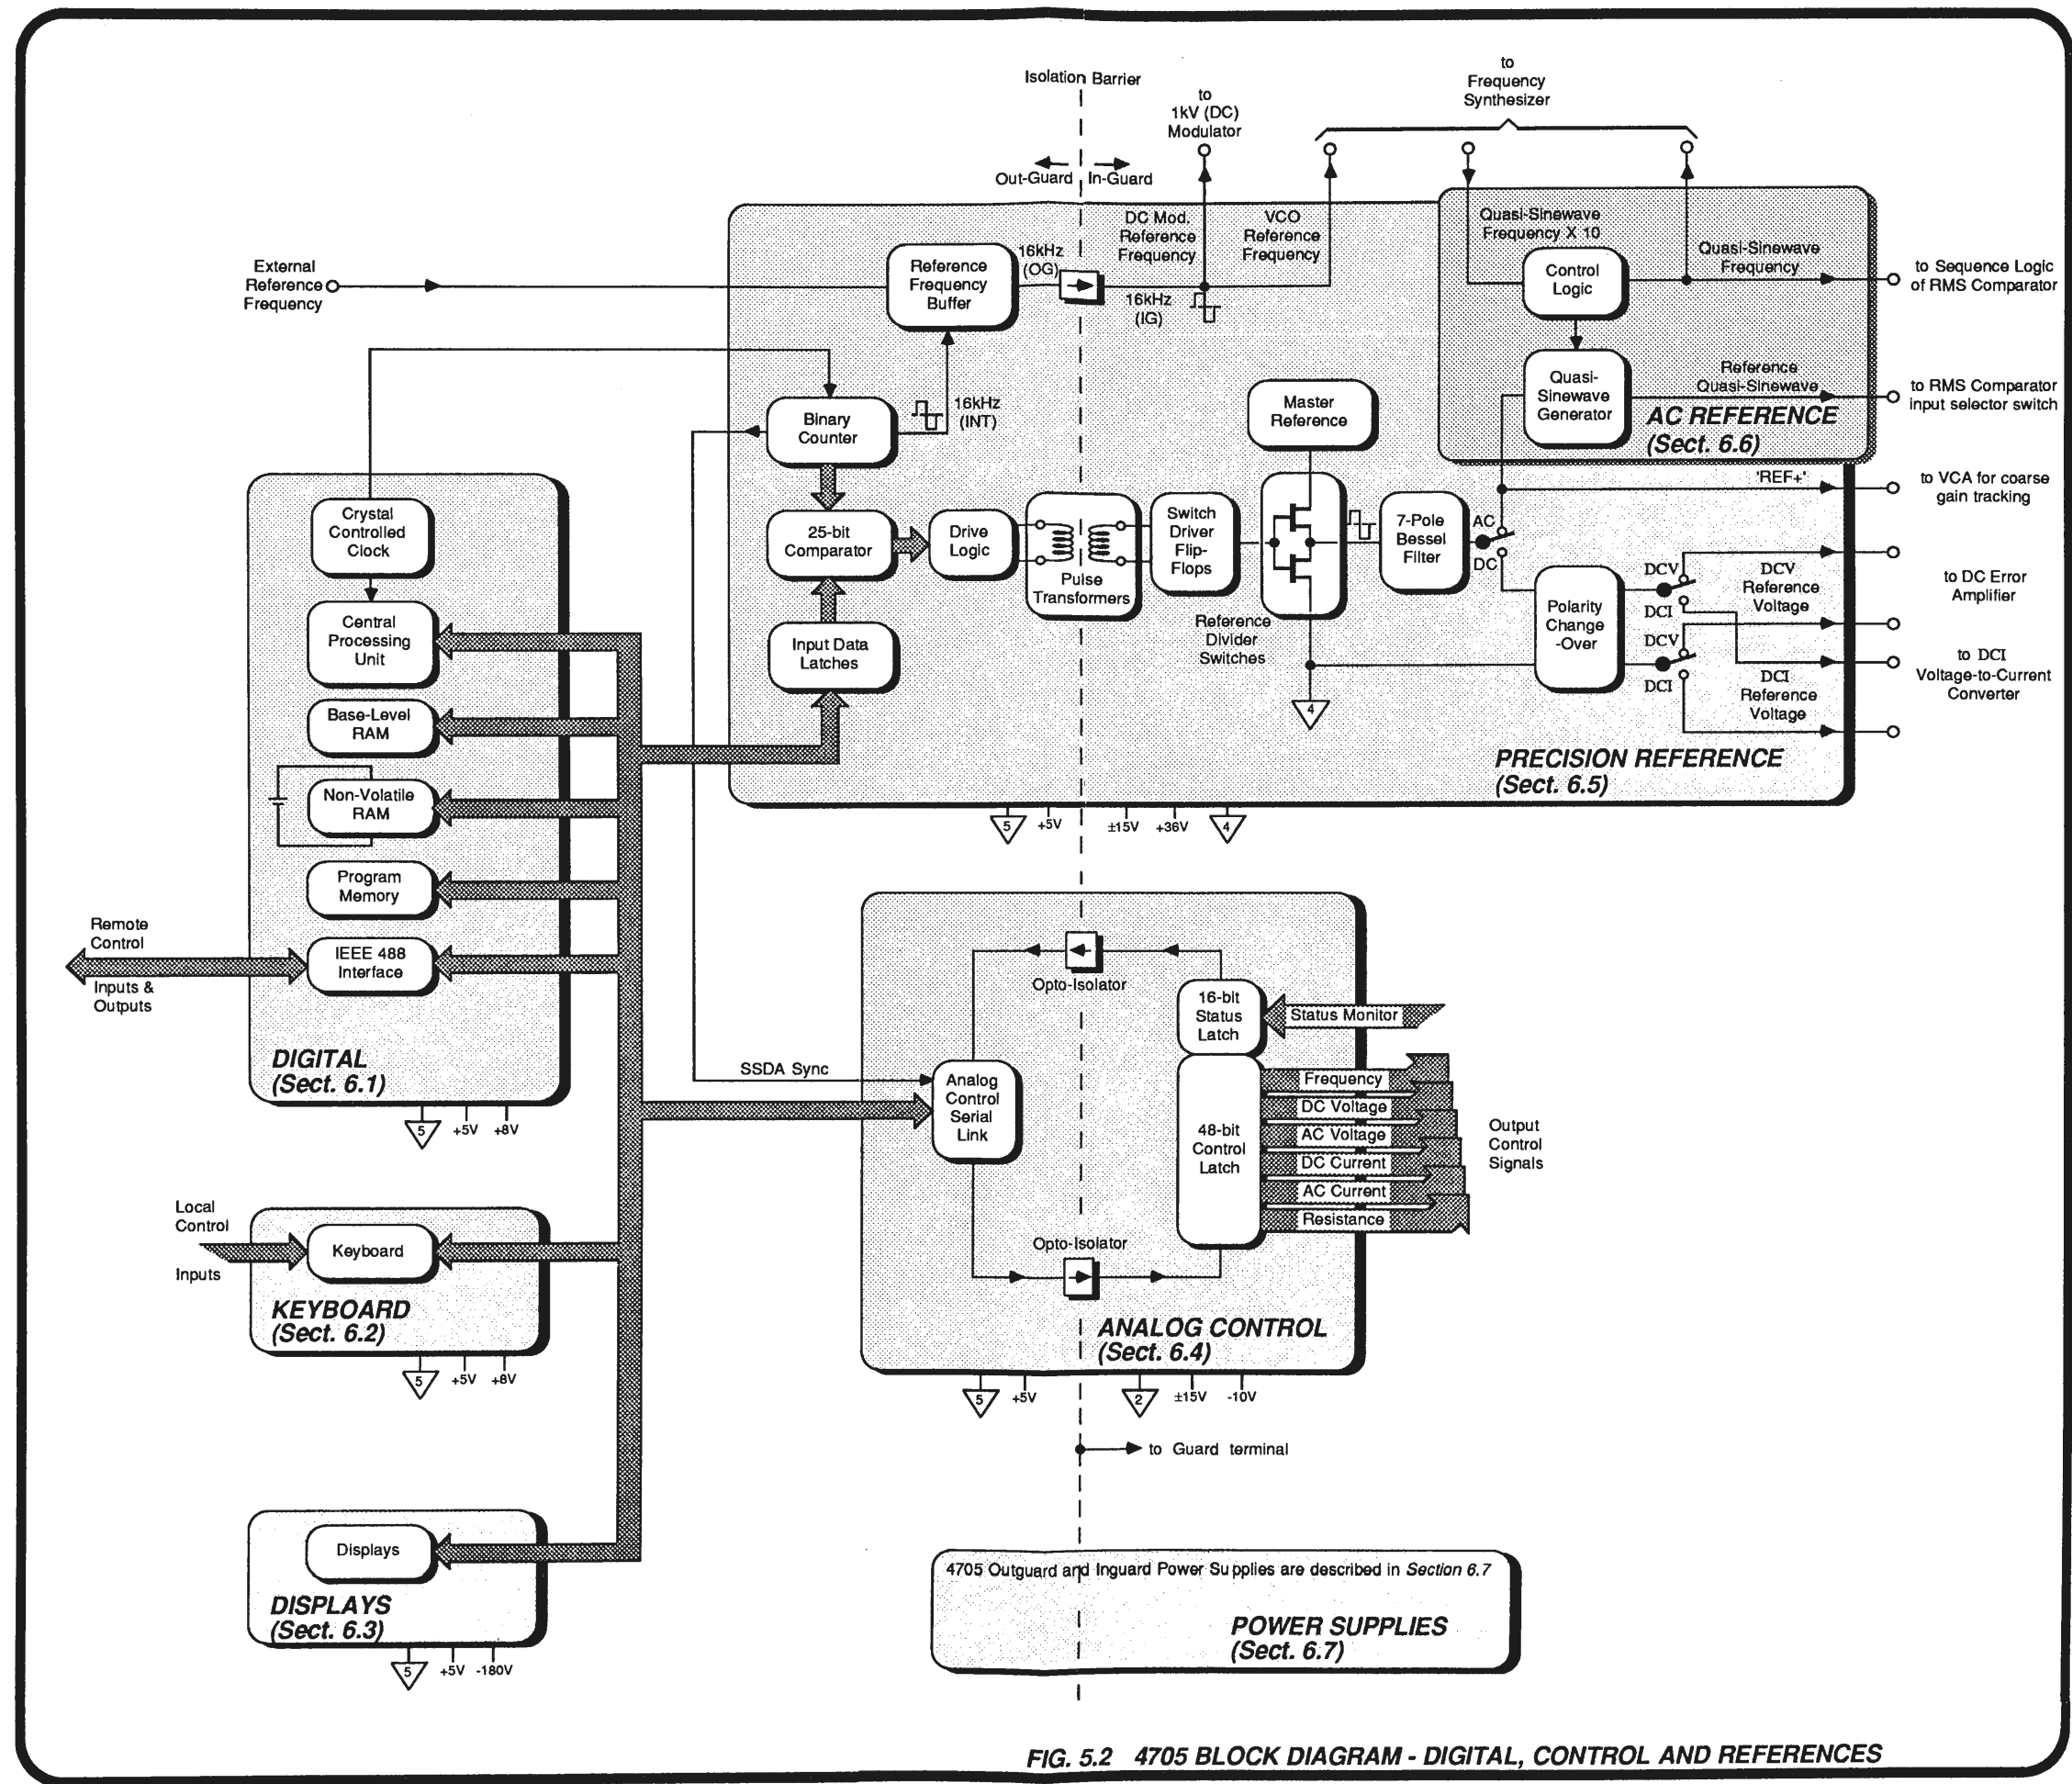 Isolation Barrier
Out-Guard
In-Guard
to
1kV (DC)
Modulator
to
Frequency
Synthesizer
External
Reference
Frequency
Reference
Frequency
Buffer
16kHz
(OG)
16kHz
(IG)
DC Mod.
Reference
Frequency
VCO
Reference
Frequency
Quasi-Sinewave
Frequency X 10
Control
Logic
Quasi-Sinewave
Frequency
to Sequence Logic
of RMS Comparator
Quasi-
Sinewave
Generator
Reference
Quasi-Sinewave
to RMS Comparator
input selector switch
AC REFERENCE
(Sect. 6.6)
Binary
Counter
16kHz
(INT)
Master
Reference
'REF+'
to VCA for coarse
gain tracking
Crystal
Controlled
Clock
25-bit
Comparator
Drive
Logic
Pulse
Transformers
Switch
Driver
Flip-
Flops
7-Pole
Bessel
Filter
AC
DC
Reference
Divider
Switches
Polarity
Change
-Over
DCV
DCI
DCV
DCI
DCV
Reference
Voltage
DCI
Reference
Voltage
to DC Error
Amplifier
to DCI
Voltage-to-Current
Converter
4
Central
Processing
Unit
Input Data
Latches
Base-Level
RAM
Non-Volatile
RAM
Program
Memory
IEEE 488
Interface
Remote
Control
Inputs &
Outputs
DIGITAL
(Sect. 6.1)
5
+5V
+8V
PRECISION REFERENCE
(Sect. 6.5)
5
+5V
±15V
+36V
4
Opto-Isolator
16-bit
Status
Latch
Status Monitor
SSDA Sync
Analog
Control
Serial
Link
48-bit
Control
Latch
Frequency
DC Voltage
AC Voltage
DC Current
AC Current
Resistance
Output
Control
Signals
Opto-Isolator
ANALOG CONTROL
(Sect. 6.4)
5
+5V
2
±15V
-10V
Local
Control
Inputs
Keyboard
KEYBOARD
(Sect. 6.2)
5
+5V
+8V
to Guard terminal
Displays
DISPLAYS
(Sect. 6.3)
5
+5V
-180V
4705 Outguard and Inguard Power Supplies are described in Section 6.7
POWER SUPPLIES
(Sect. 6.7)
FIG. 5.2 4705 BLOCK DIAGRAM - DIGITAL, CONTROL AND REFERENCES